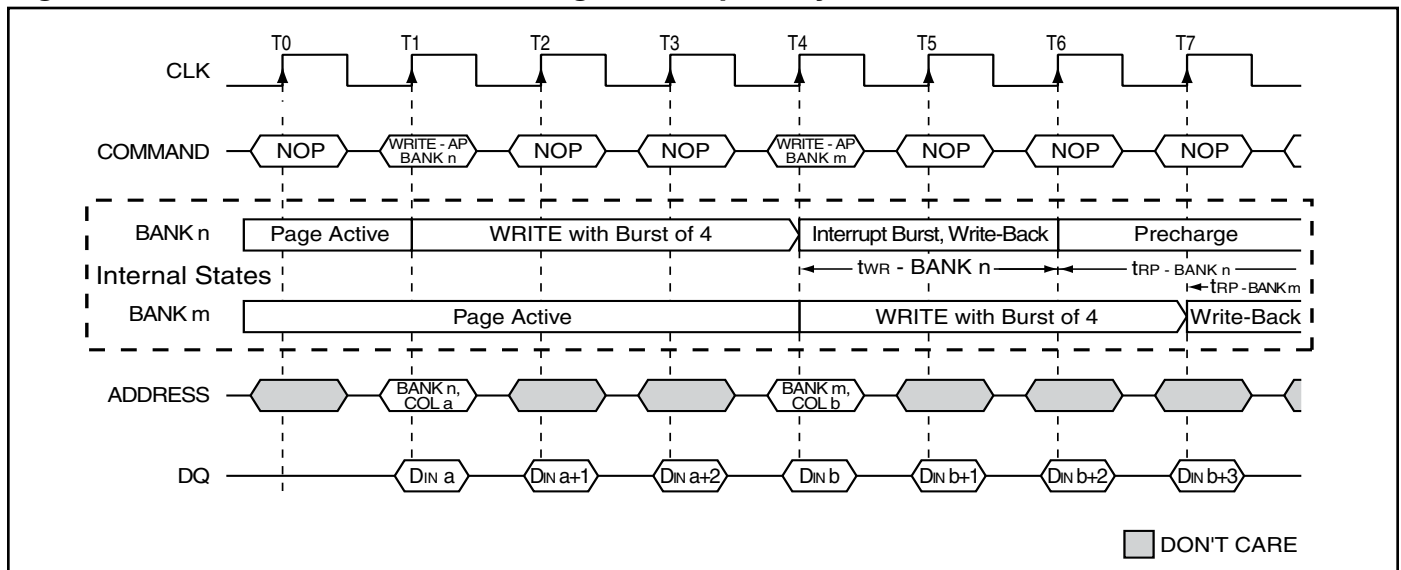 T0 T1 T2 T3 T4 T5 T6 T7
CLK
COMMAND NOP WRITE - AP BANK n NOP NOP WRITE - AP BANK m NOP NOP NOP
BANK n Page Active WRITE with Burst of 4 Interrupt Burst, Write-Back Precharge
Internal States tWR - BANK n tRP - BANK n
tRP - BANK m
BANK m Page Active WRITE with Burst of 4 Write-Back
ADDRESS BANK n, COL a BANK m, COL b
DQ DIN a DIN a+1 DIN a+2 DIN b DIN b+1 DIN b+2 DIN b+3
DON'T CARE